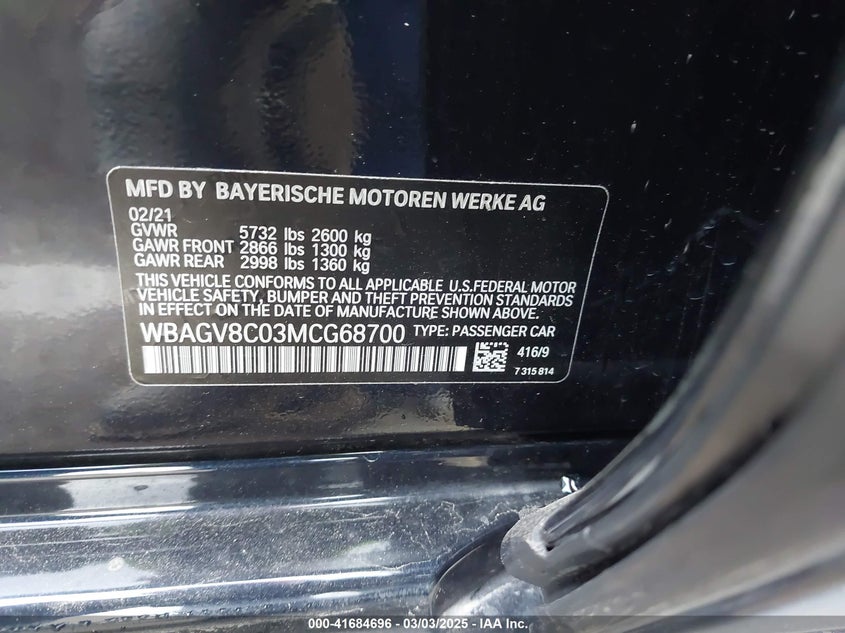 MFD BY BAYERISCHE MOTOREN WERKE AG
02/21
GVWR 5732 lbs 2600 kg
GAWR FRONT 2866 lbs 1300 kg
GAWR REAR 2998 lbs 1360 kg
THIS VEHICLE CONFORMS TO ALL APPLICABLE U.S.FEDERAL MOTOR
VEHICLE SAFETY, BUMPER AND THEFT PREVENTION STANDARDS
IN EFFECT ON THE DATE OF MANUFACTURE SHOWN ABOVE.
WBAGV8C03MCG68700 TYPE: PASSENGER CAR
416/9
7 315 814
000-41684696 - 03/03/2025 - IAA Inc.